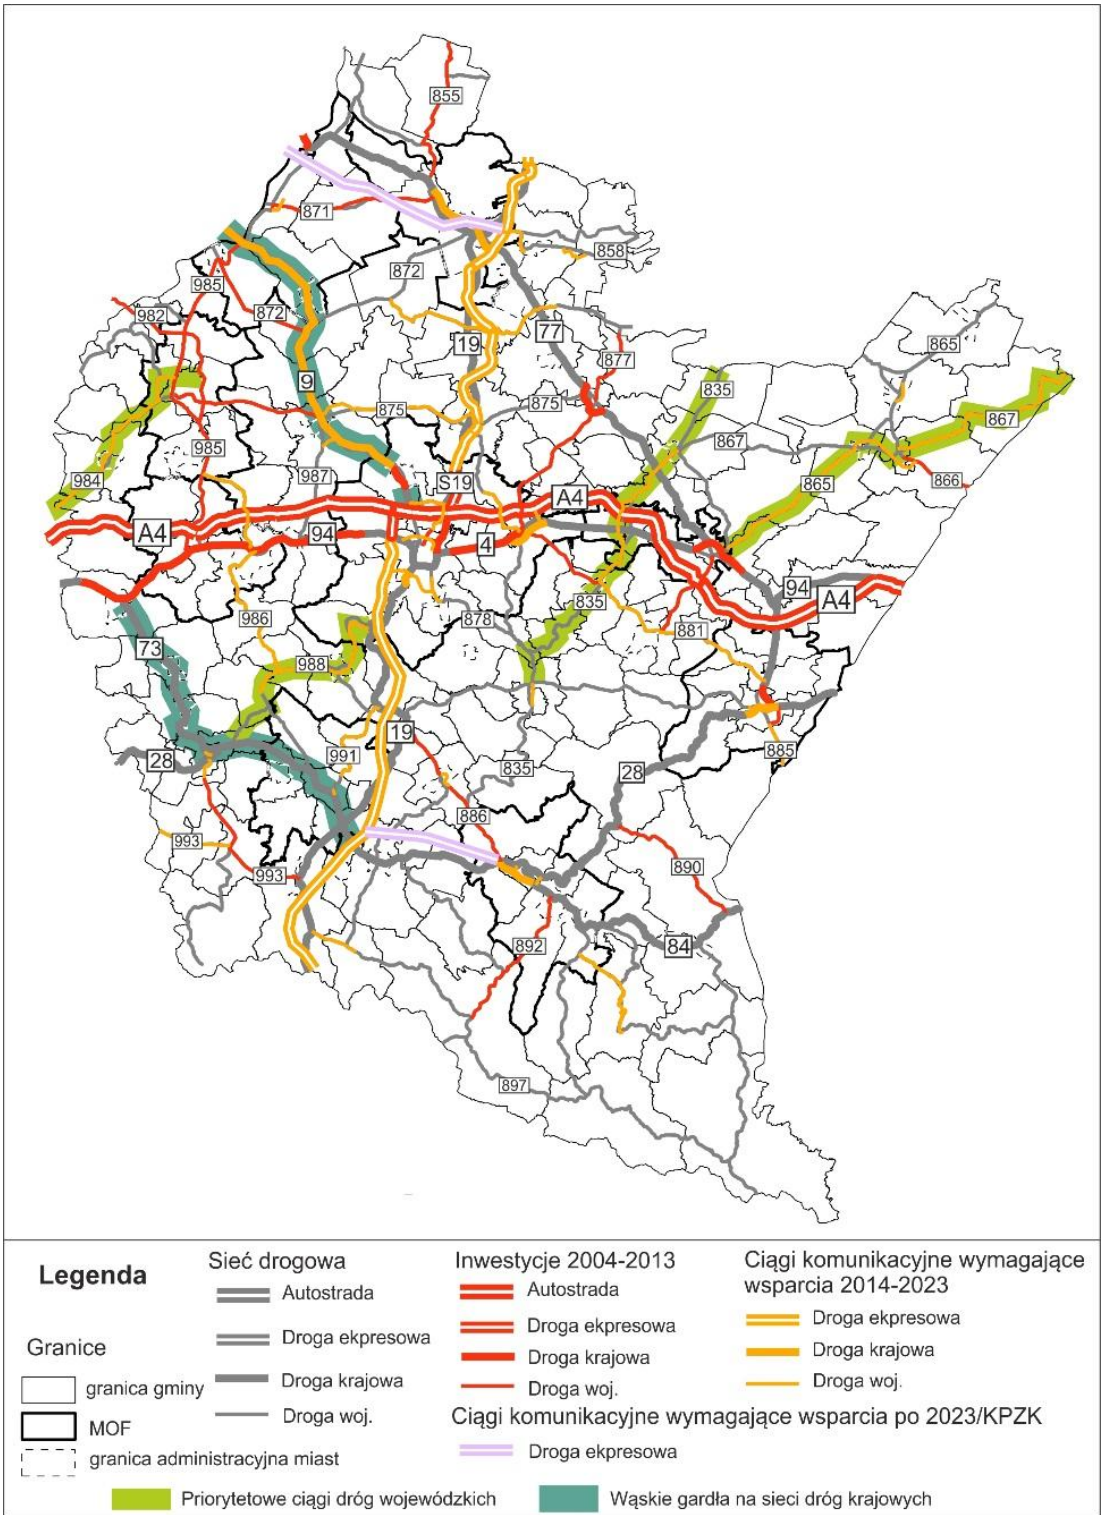 855
871
858
872
985
982
872
865
19
77
877
9
835
875
875
867
867
985
987
984
S19
865
866
A4
A4
94
4
94
A4
835
986
878
881
73
988
19
991
885
28
835
28
886
993
993
890
892
84
897
Legenda
Granice
granica gminy
MOF
granica administracyjna miast
Sieć drogowa
Autostrada
Droga ekpresowa
Droga krajowa
Droga woj.
Inwestycje 2004-2013
Autostrada
Droga ekpresowa
Droga krajowa
Droga woj.
Ciągi komunikacyjne wymagające
wsparcia 2014-2023
Droga ekpresowa
Droga krajowa
Droga woj.
Ciągi komunikacyjne wymagające wsparcia po 2023/KPZK
Droga ekpresowa
Priorytetowe ciągi dróg wojewódzkich
Wąskie gardła na sieci dróg krajowych